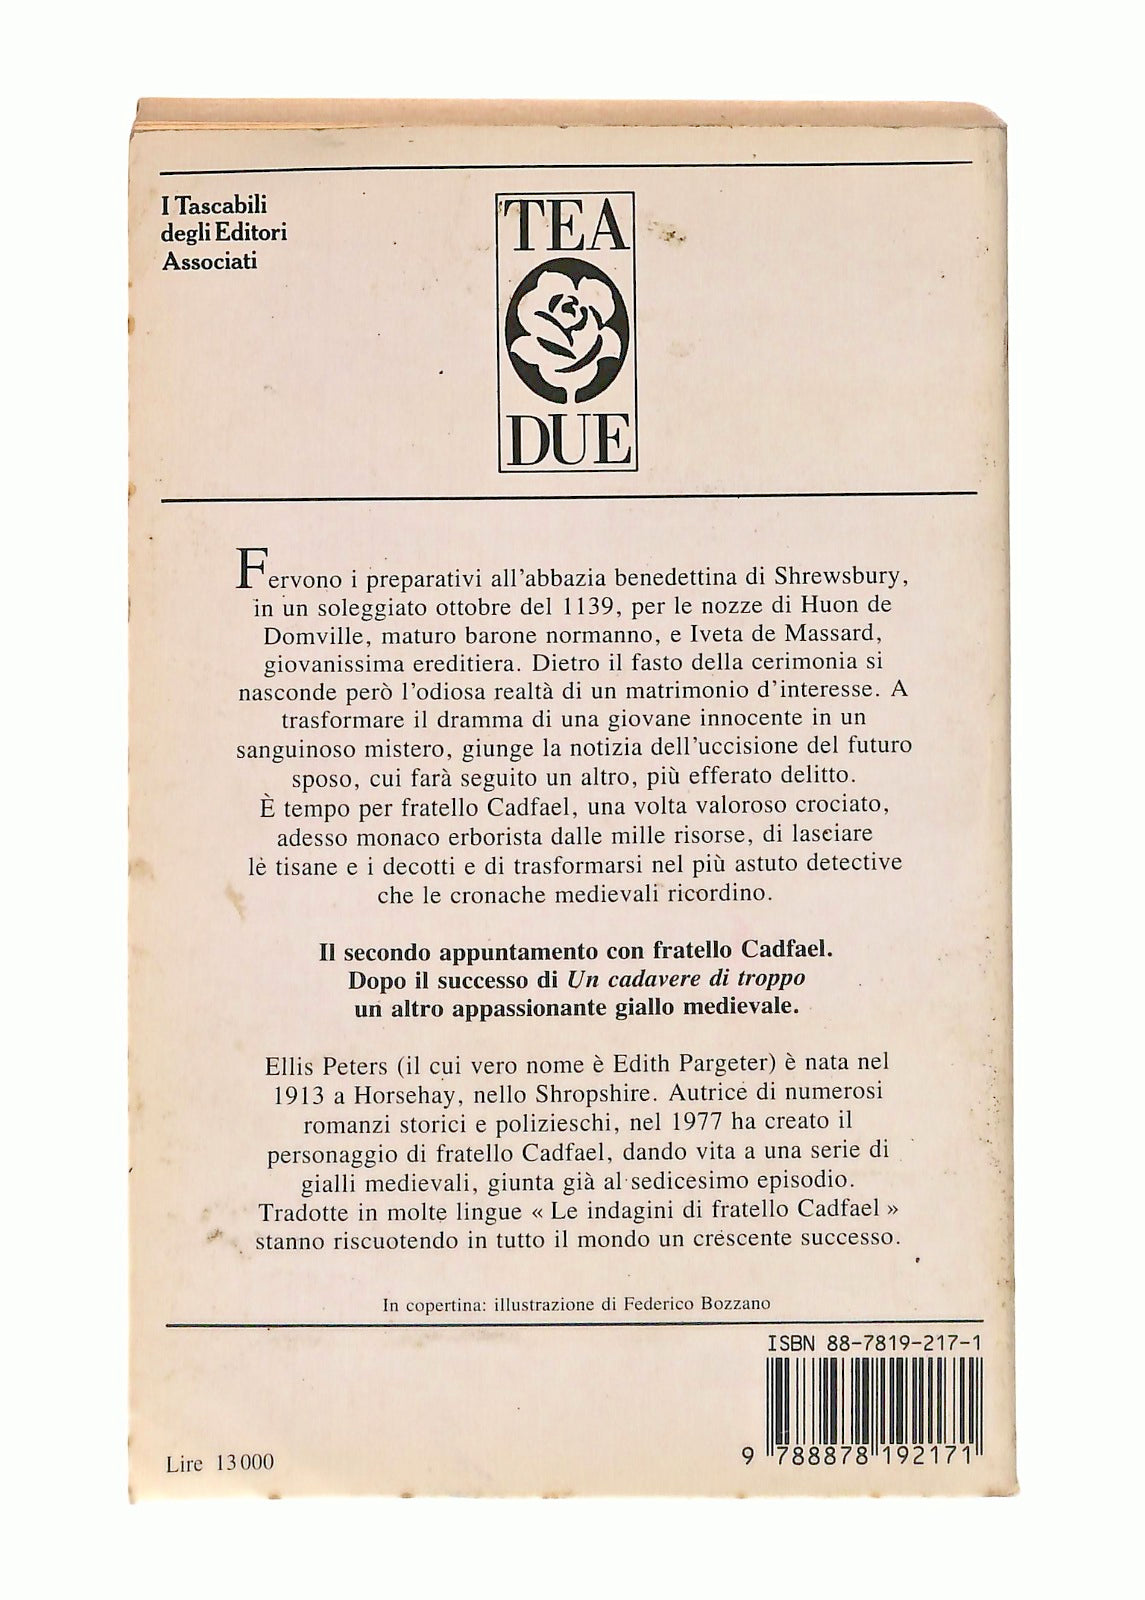 I Tascabili
degli Editori
Associati
TEA
DUE
Fervono i preparativi all'abbazia benedettina di Shrewsbury,
in un soleggiato ottobre del 1139, per le nozze di Huon de
Domville, maturo barone normanno, e Iveta de Massard,
giovanissima ereditiera. Dietro il fasto della cerimonia si
nasconde però l'odiosa realtà di un matrimonio d'interesse. A
trasformare il dramma di una giovane innocente in un
sanguinoso mistero, giunge la notizia dell'uccisione del futuro
sposo, cui farà seguito un altro, più efferato delitto.
È tempo per fratello Cadfael, una volta valoroso crociato,
adesso monaco erborista dalle mille risorse, di lasciare
le tisane e i decotti e di trasformarsi nel più astuto detective
che le cronache medievali ricordino.
Il secondo appuntamento con fratello Cadfael.
Dopo il successo di Un cadavere di troppo
un altro appassionante giallo medievale.
Ellis Peters (il cui vero nome è Edith Pargeter) è nata nel
1913 a Horsehay, nello Shropshire. Autrice di numerosi
romanzi storici e polizieschi, nel 1977 ha creato il
personaggio di fratello Cadfael, dando vita a una serie di
gialli medievali, giunta già al sedicesimo episodio.
Tradotte in molte lingue « Le indagini di fratello Cadfael »
stanno riscuotendo in tutto il mondo un crescente successo.
In copertina: illustrazione di Federico Bozzano
ISBN 88-7819-217-1
9 788878 192171
Lire 13000